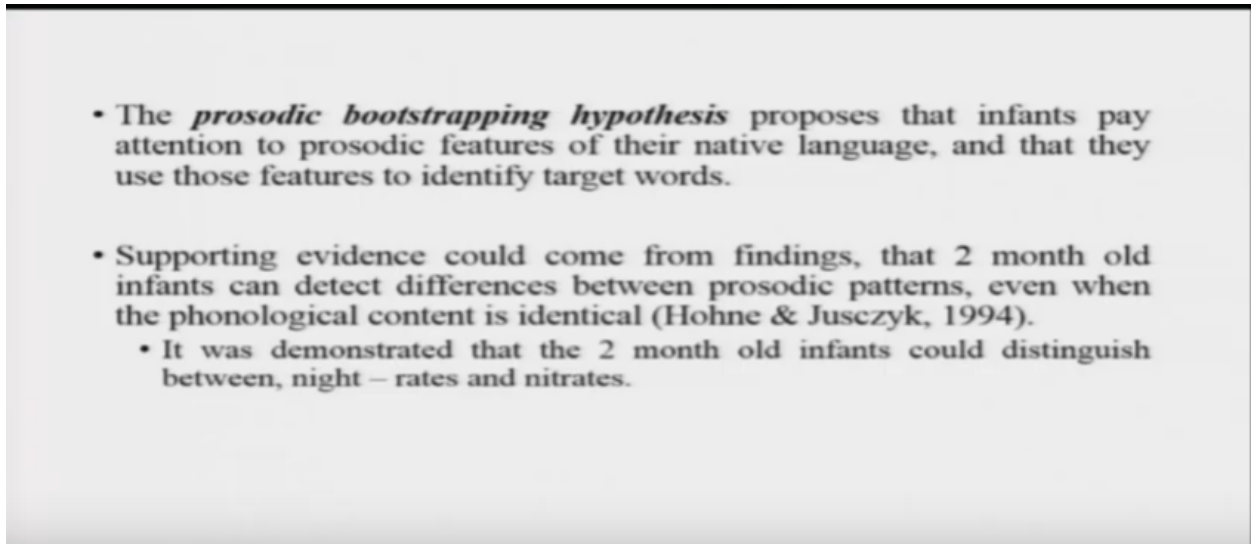 • The prosodic bootstrapping hypothesis proposes that infants pay
attention to prosodic features of their native language, and that they
use those features to identify target words.
• Supporting evidence could come from findings, that 2 month old
infants can detect differences between prosodic patterns, even when
the phonological content is identical (Hohne & Jusczyk, 1994).
• It was demonstrated that the 2 month old infants could distinguish
between, night – rates and nitrates.